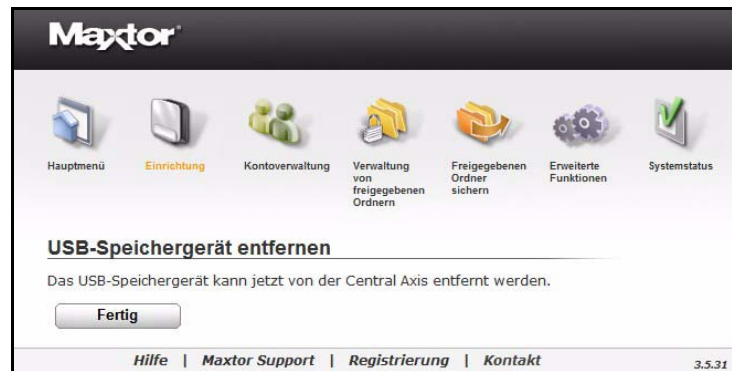 Maxtor
Hauptmenü
Einrichtung
Kontoverwaltung
Verwaltung
von
freigegebenen
Ordnern
Freigegebenen
Ordner
sichern
Erweiterte
Funktionen
Systemstatus
USB-Speichergerät entfernen
Das USB-Speichergerät kann jetzt von der Central Axis entfernt werden.
Fertig
Hilfe | Maxtor Support | Registrierung | Kontakt
3.5.31